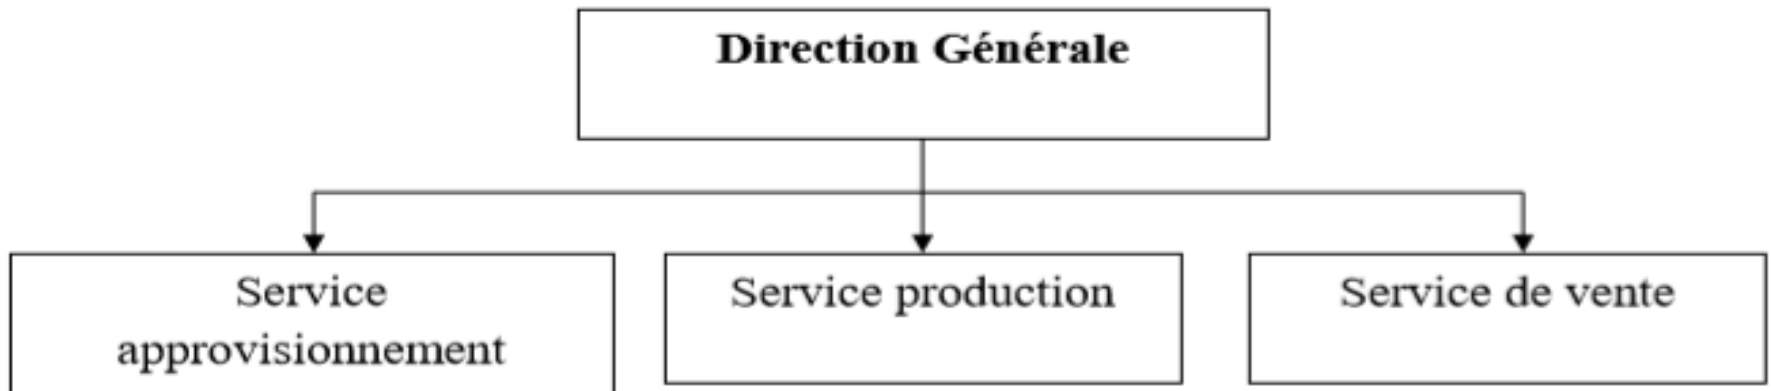 Direction Générale
Service
approvisionnement
Service production
Service de vente